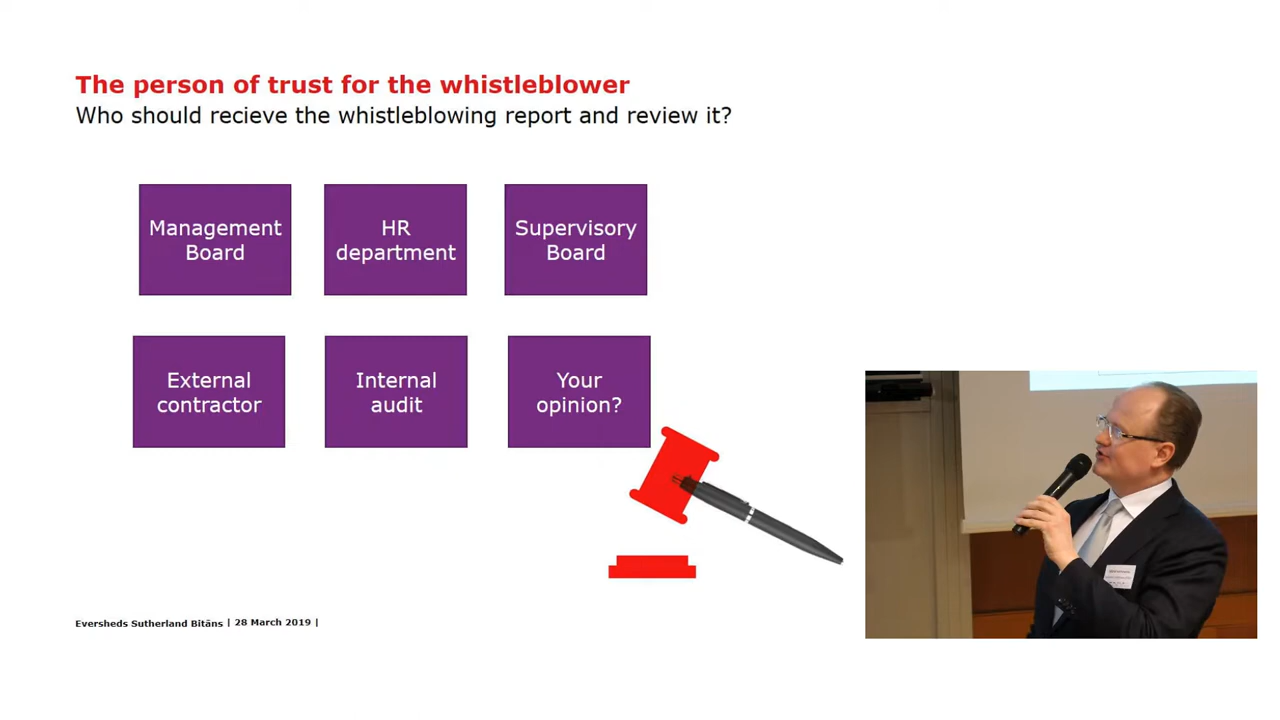 The person of trust for the whistleblower
Who should recieve the whistleblowing report and review it?
Management
Board
HR
department
Supervisory
Board
External
contractor
Internal
audit
Your
opinion?
Eversheds Sutherland Bitāns | 28 March 2019 |